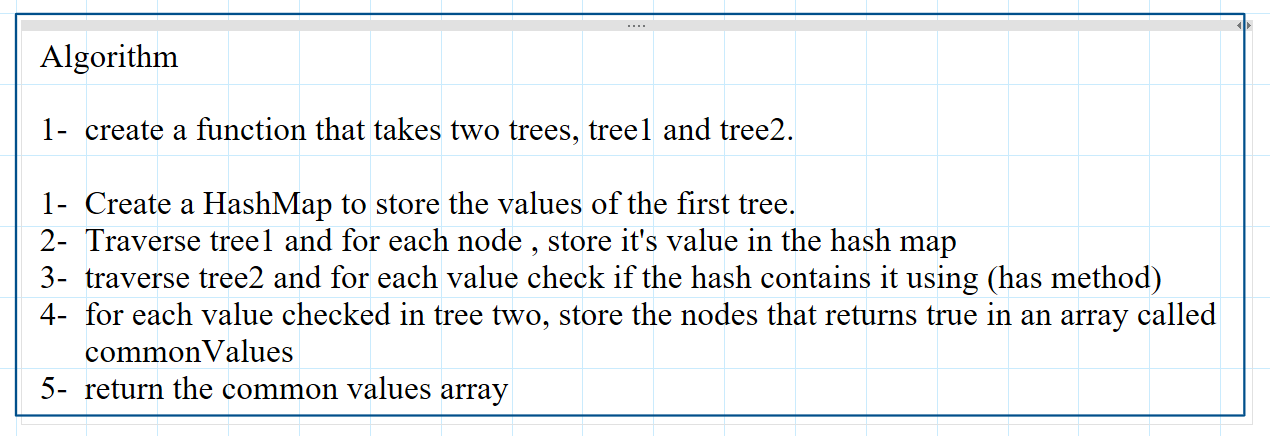 Algorithm
1- create a function that takes two trees, tree1 and tree2.
1- Create a HashMap to store the values of the first tree.
2- Traverse tree1 and for each node , store it's value in the hash map
3- traverse tree2 and for each value check if the hash contains it using (has method)
4- for each value checked in tree two, store the nodes that returns true in an array called
commonValues
5- return the common values array